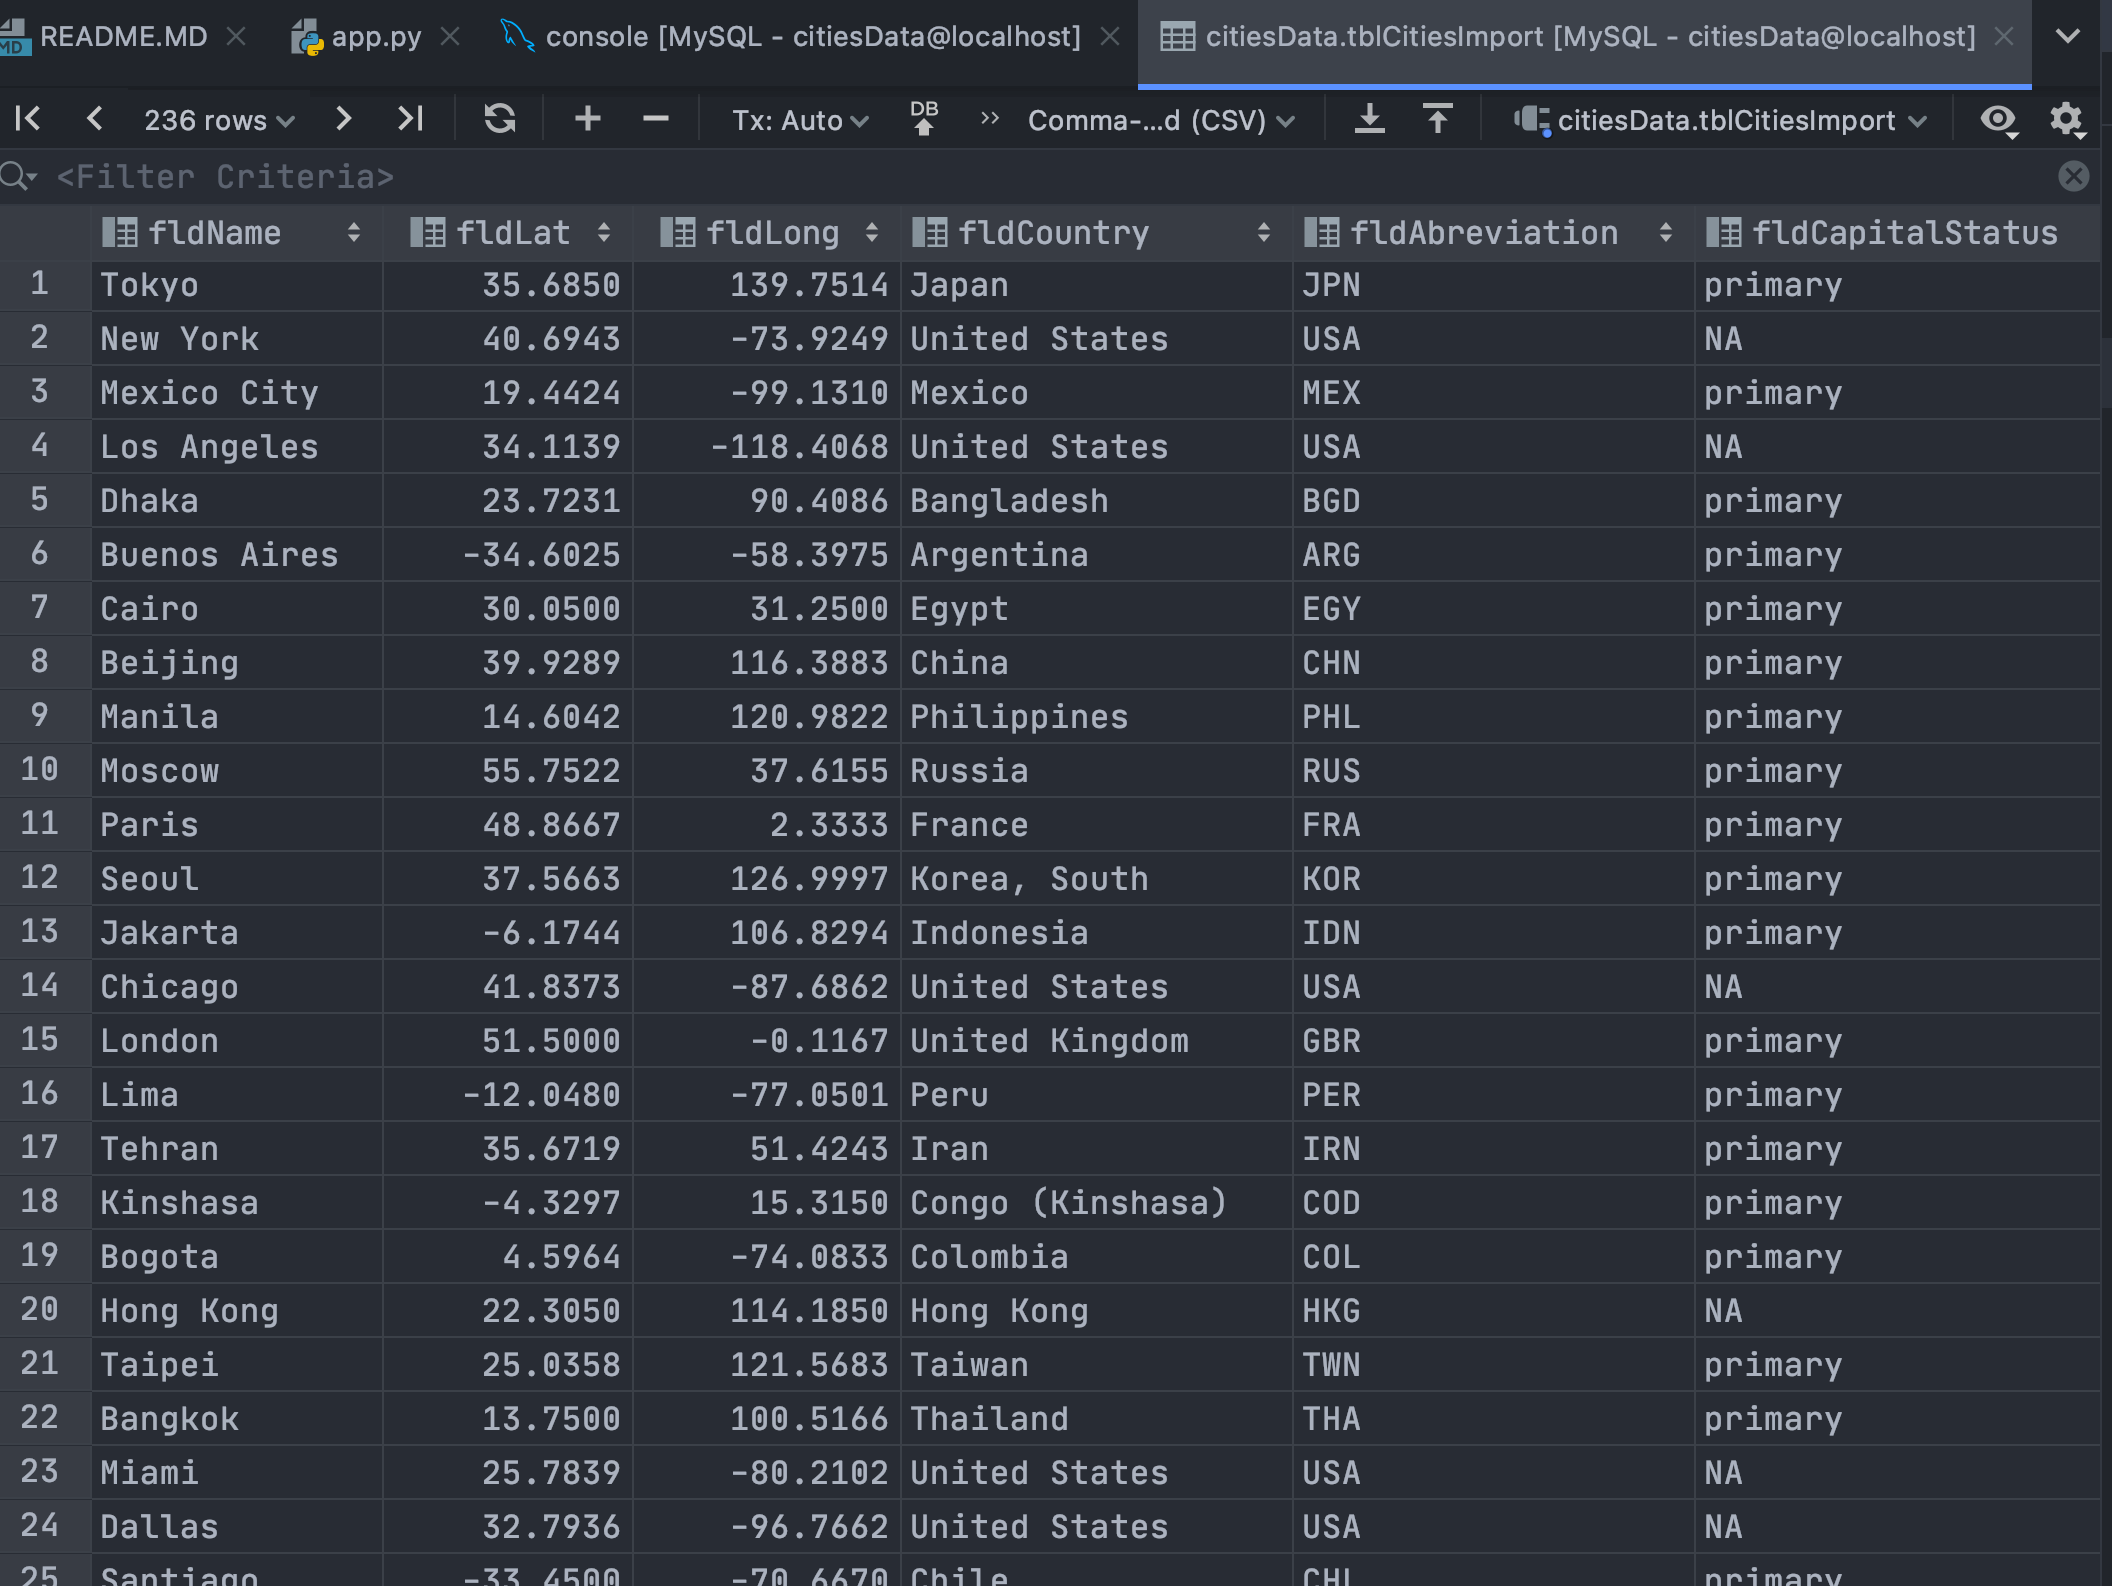 MD README.MD app.py console [MySQL - citiesData@localhost] citiesData.tblCitiesImport [MySQL - citiesData@localhost]
236 rows Tx: Auto DB Comma-...d (CSV) citiesData.tblCitiesImport
<Filter Criteria>
fldName fldLat fldLong fldCountry fldAbreviation fldCapitalStatus
1 Tokyo 35.6850 139.7514 Japan JPN primary
2 New York 40.6943 -73.9249 United States USA NA
3 Mexico City 19.4424 -99.1310 Mexico MEX primary
4 Los Angeles 34.1139 -118.4068 United States USA NA
5 Dhaka 23.7231 90.4086 Bangladesh BGD primary
6 Buenos Aires -34.6025 -58.3975 Argentina ARG primary
7 Cairo 30.0500 31.2500 Egypt EGY primary
8 Beijing 39.9289 116.3883 China CHN primary
9 Manila 14.6042 120.9822 Philippines PHL primary
10 Moscow 55.7522 37.6155 Russia RUS primary
11 Paris 48.8667 2.3333 France FRA primary
12 Seoul 37.5663 126.9997 Korea, South KOR primary
13 Jakarta -6.1744 106.8294 Indonesia IDN primary
14 Chicago 41.8373 -87.6862 United States USA NA
15 London 51.5000 -0.1167 United Kingdom GBR primary
16 Lima -12.0480 -77.0501 Peru PER primary
17 Tehran 35.6719 51.4243 Iran IRN primary
18 Kinshasa -4.3297 15.3150 Congo (Kinshasa) COD primary
19 Bogota 4.5964 -74.0833 Colombia COL primary
20 Hong Kong 22.3050 114.1850 Hong Kong HKG NA
21 Taipei 25.0358 121.5683 Taiwan TWN primary
22 Bangkok 13.7500 100.5166 Thailand THA primary
23 Miami 25.7839 -80.2102 United States USA NA
24 Dallas 32.7936 -96.7662 United States USA NA
25 Santiago -33.4500 -70.6670 Chile CHL primary